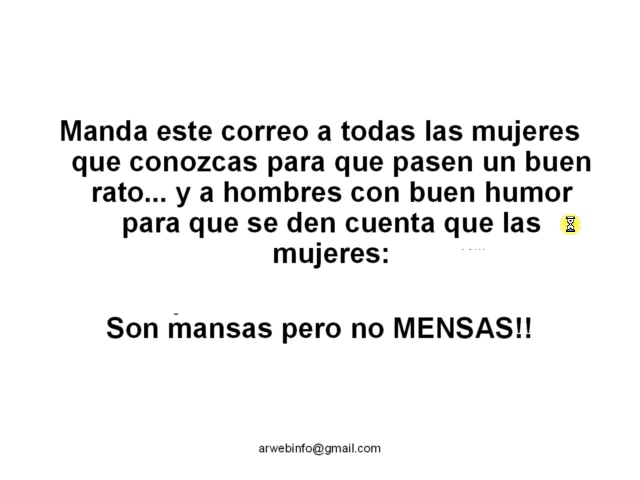 Manda este correo a todas las mujeres
que conozcas para que pasen un buen
rato... y a hombres con buen humor
para que se den cuenta que las
mujeres:
Son mansas pero no MENSAS!!
arwebinfo@gmail.com